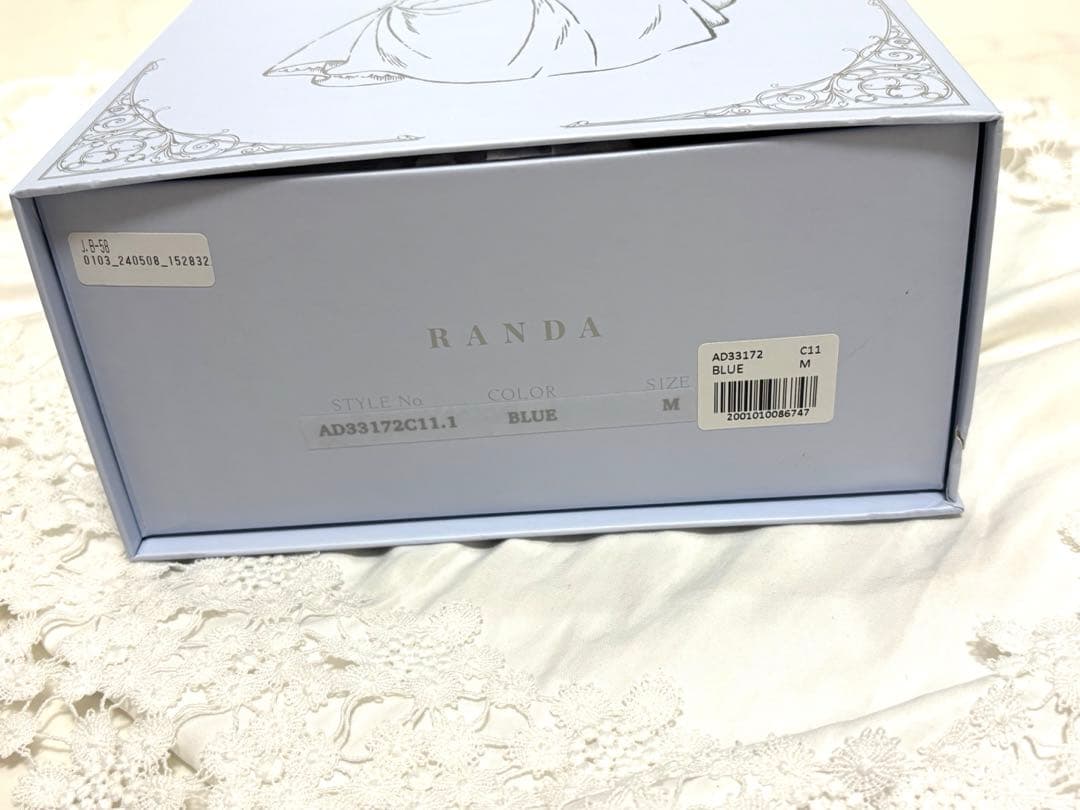 J.B-58
0103_240508_152832
RANDA
STYLE No COLOR SIZE
AD33172C11.1 BLUE M
AD33172 C11
BLUE M
2001010086747